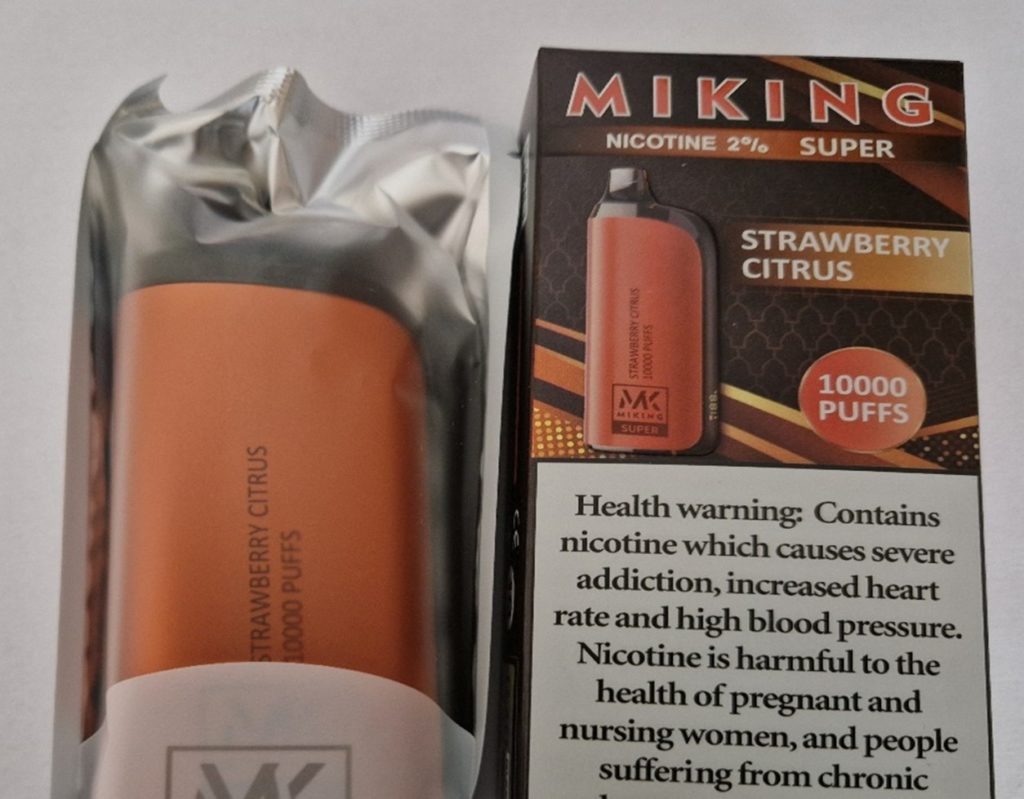 STRAWBERRY CITRUS
10000 PUFFS
MK
MIKING
NICOTINE 2% SUPER
STRAWBERRY
CITRUS
STRAWBERRY CITRUS
10000 PUFFS
MK
MIKING
SUPER
10000
PUFFS
Health warning: Contains
nicotine which causes severe
addiction, increased heart
rate and high blood pressure.
Nicotine is harmful to the
health of pregnant and
nursing women, and people
suffering from chronic